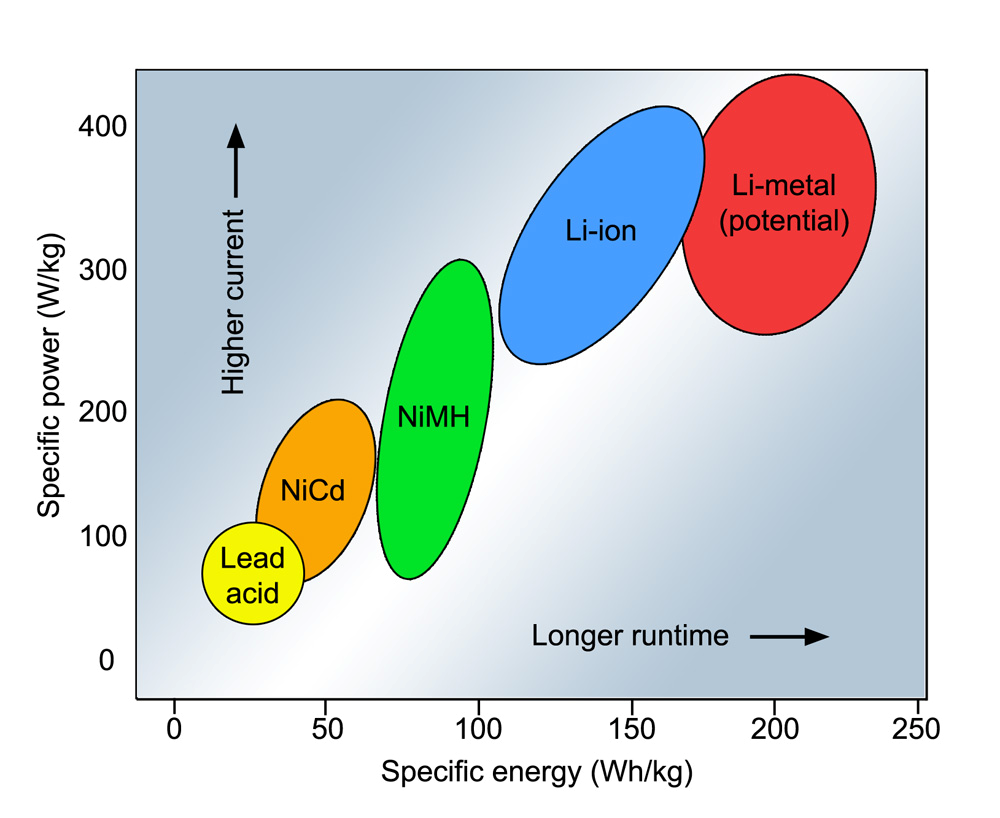 400
300
200
100
0
Specific power (W/kg)
Higher current
Li-metal
(potential)
Li-ion
NiMH
NiCd
Lead
acid
Longer runtime
0 50 100 150 200 250
Specific energy (Wh/kg)